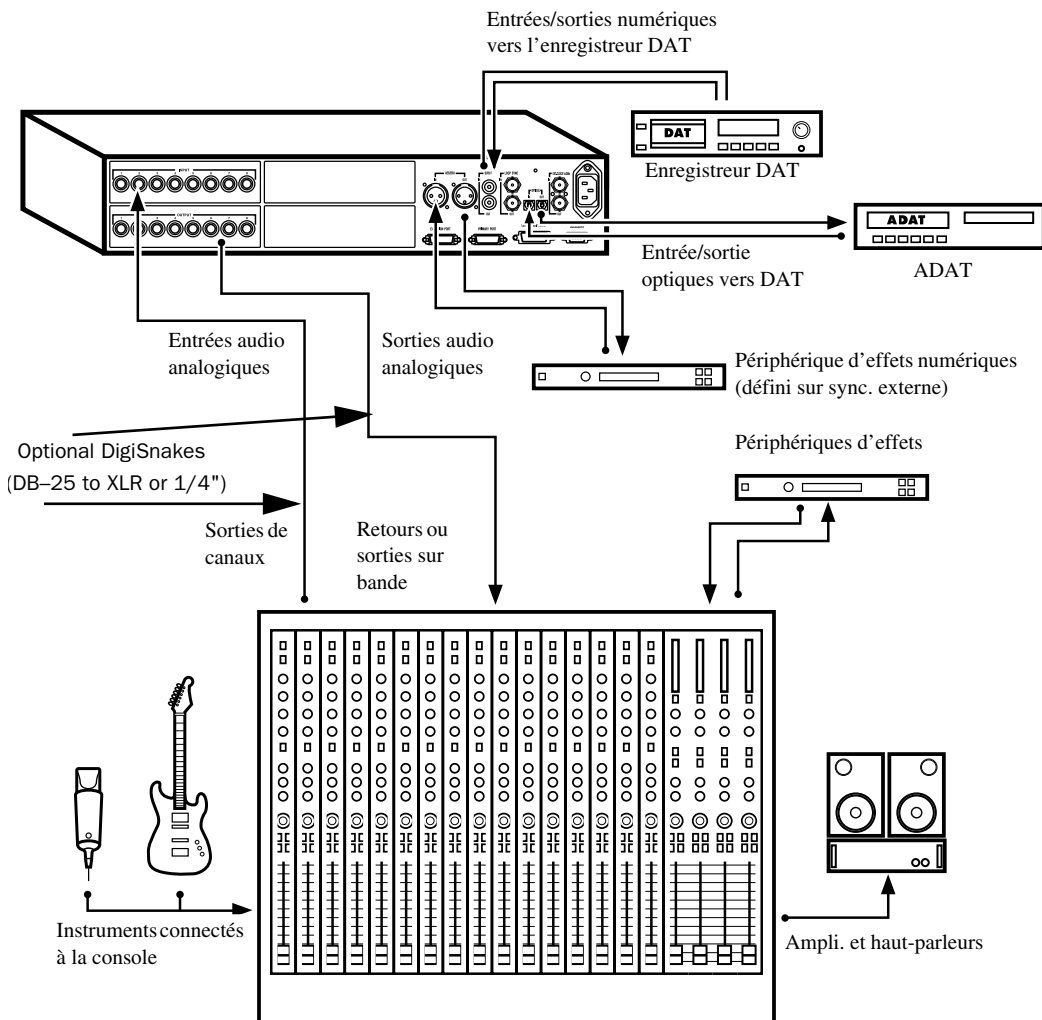 Entrées/sorties numériques
vers l'enregistreur DAT
DAT
Enregistreur DAT
INPUT
OUTPUT
ADAT
ADAT
Entrée/sortie
optiques vers DAT
Entrées audio
analogiques
Sorties audio
analogiques
Périphérique d'effets numériques
(défini sur sync. externe)
Optional DigiSnakes
(DB–25 to XLR or 1/4")
Périphériques d'effets
Sorties de
canaux
Retours ou
sorties sur
bande
Instruments connectés
à la console
Ampli. et haut-parleurs